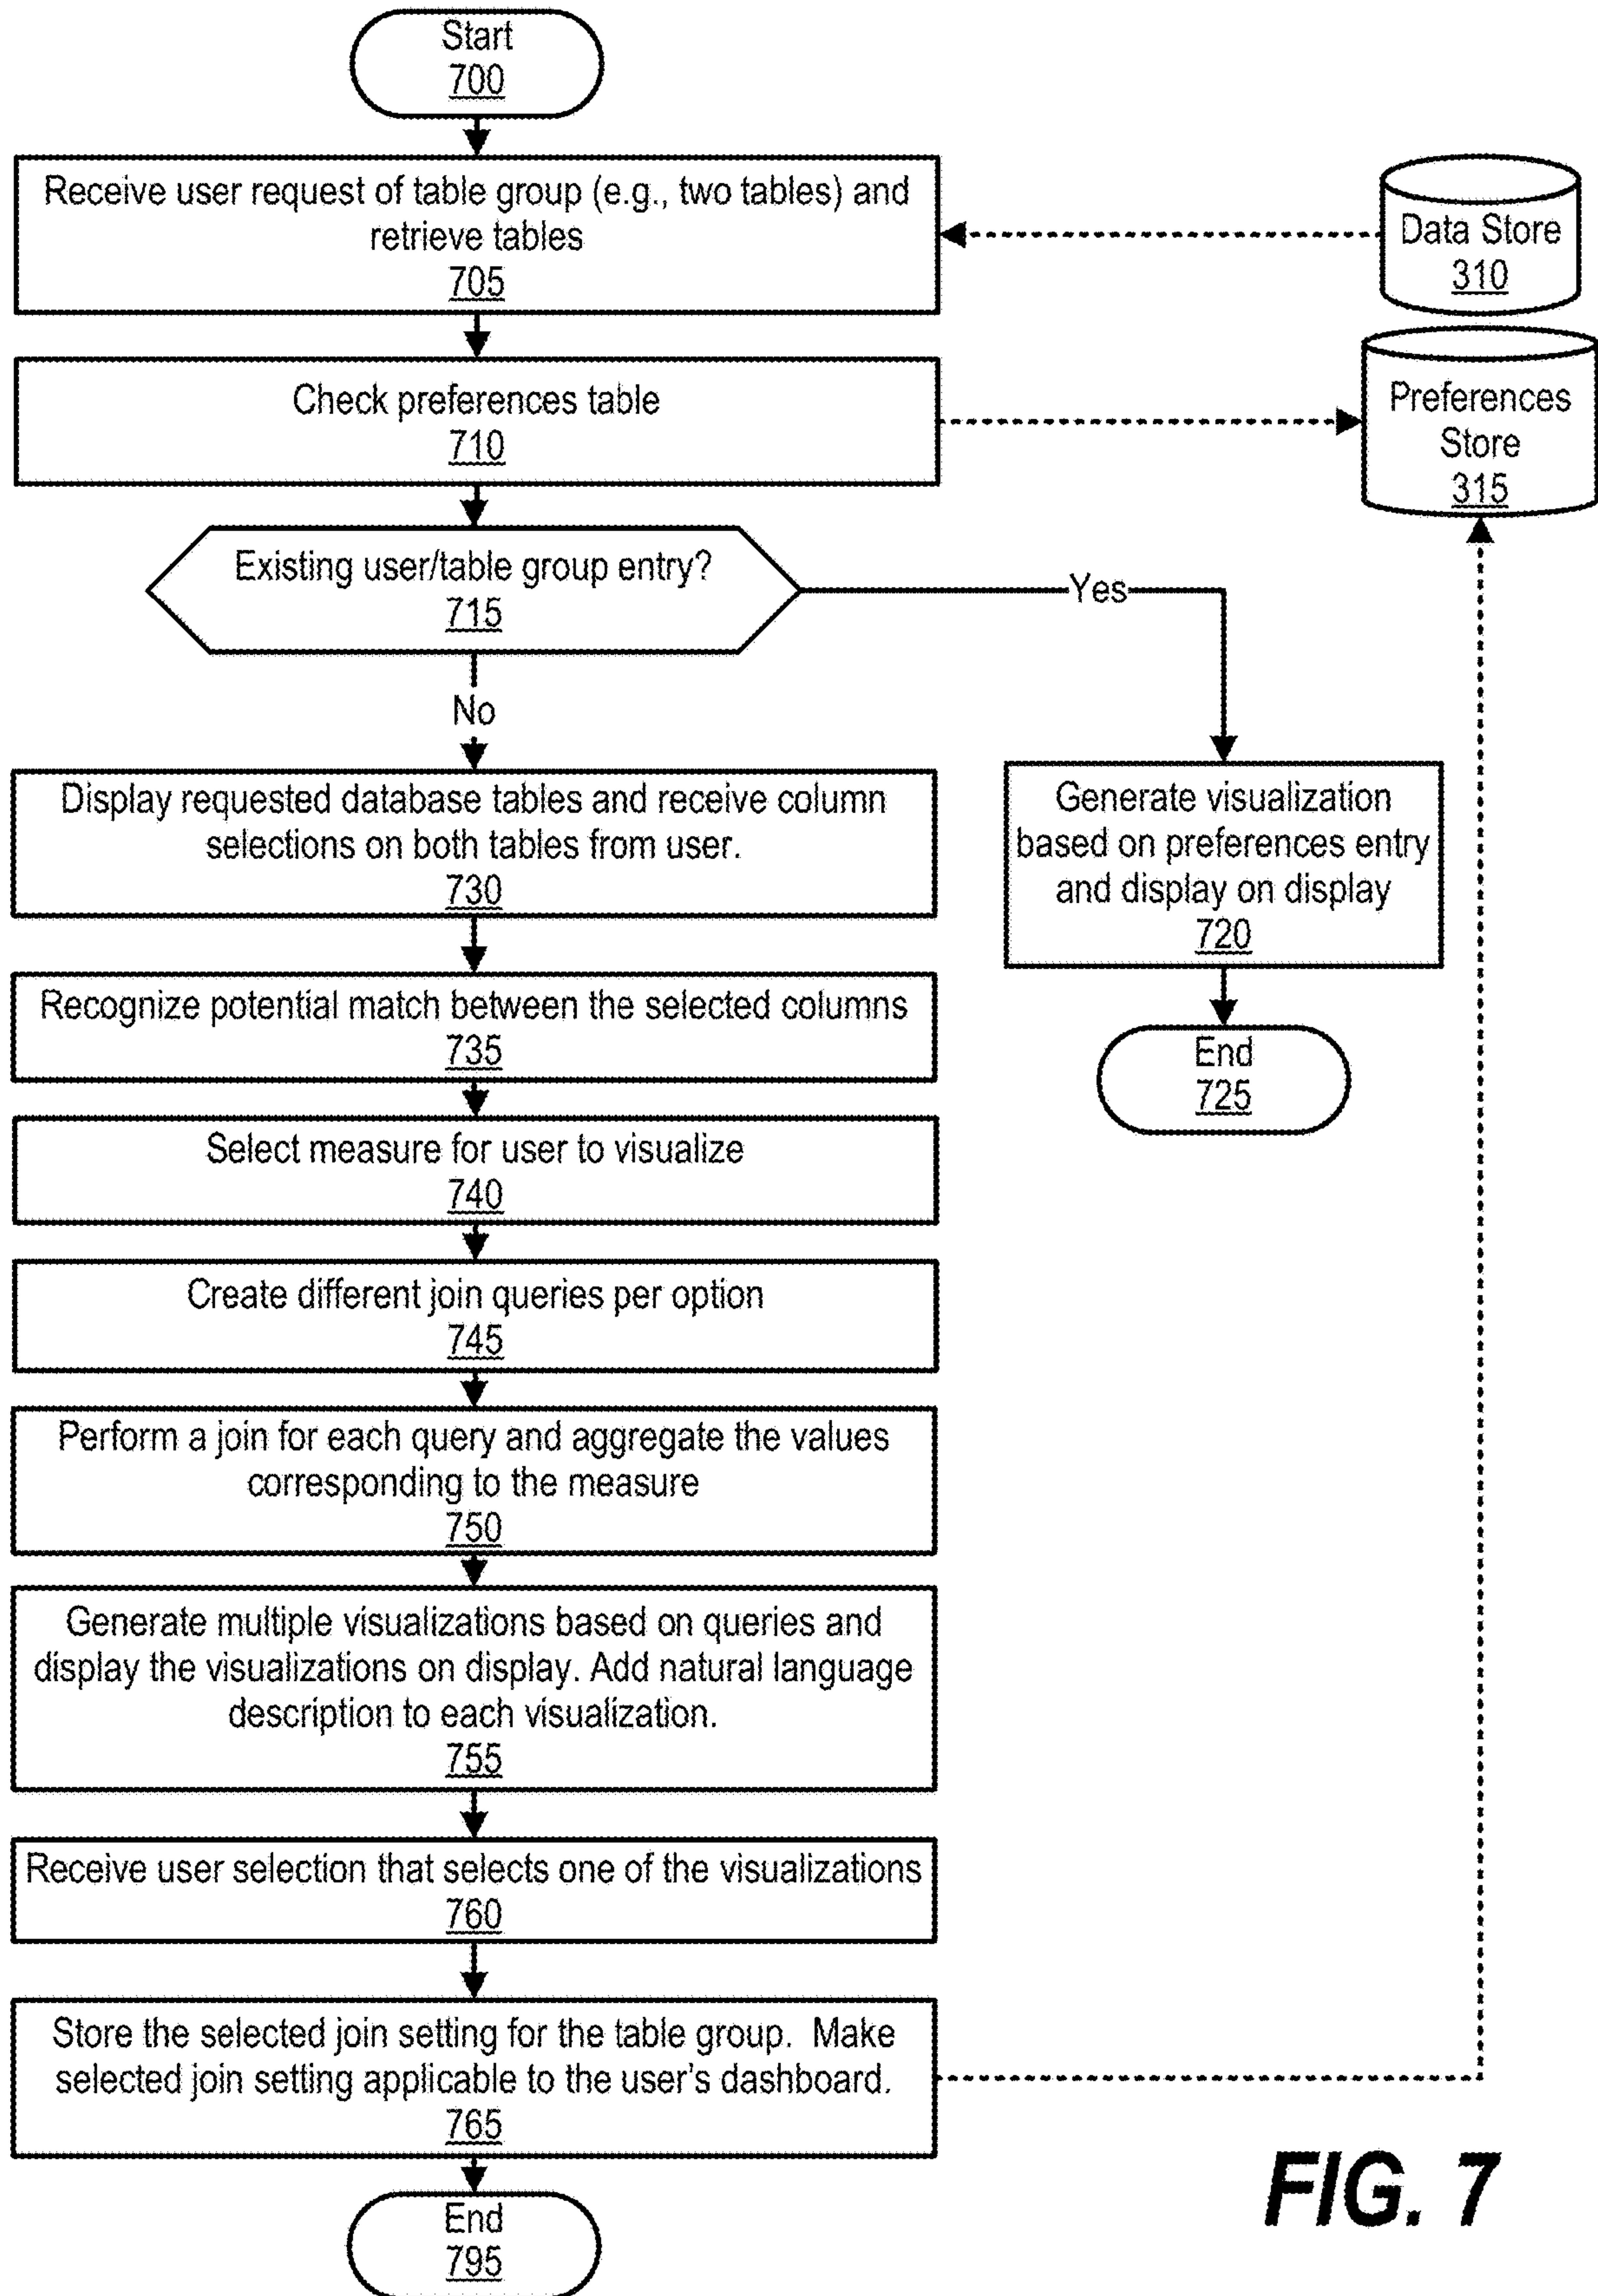 Start
700
Receive user request of table group (e.g., two tables) and
retrieve tables
705
Data Store
310
Check preferences table
710
Preferences
Store
315
Existing user/table group entry?
715
Yes
No
Display requested database tables and receive column
selections on both tables from user.
730
Generate visualization
based on preferences entry
and display on display
720
Recognize potential match between the selected columns
735
End
725
Select measure for user to visualize
740
Create different join queries per option
745
Perform a join for each query and aggregate the values
corresponding to the measure
750
Generate multiple visualizations based on queries and
display the visualizations on display. Add natural language
description to each visualization.
755
Receive user selection that selects one of the visualizations
760
Store the selected join setting for the table group. Make
selected join setting applicable to the user's dashboard.
765
End
795
FIG. 7